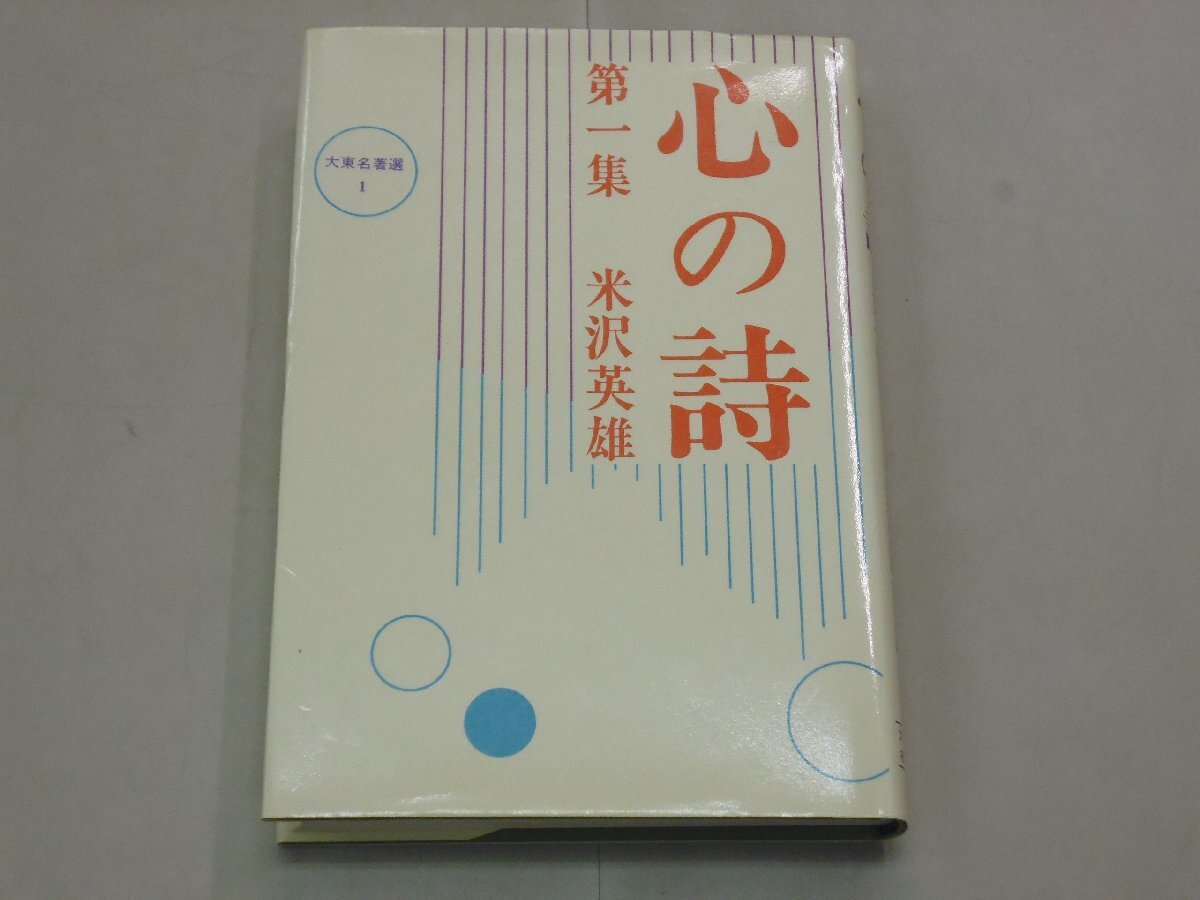 心の詩
第一集 米沢英雄
大東名著選
1